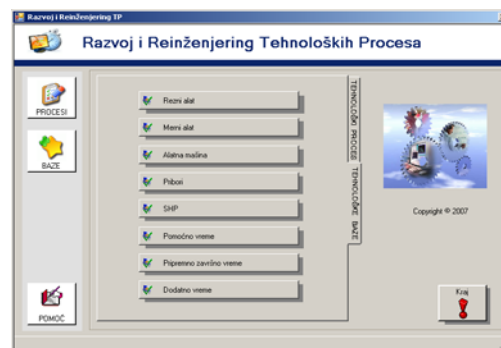 Razvoj i ReInženjering TP
Razvoj i Reinženjering Tehnoloških Procesa
PROCESI
BAZE
POMOĆ
Rezni alat
Merni alat
Alatna mašina
Pribori
SHP
Pomoćno vreme
Pripremno završno vreme
Dodatno vreme
TEHNOLOŠKI PROCES
TEHNOLOŠKE BAZE
Copyright © 2007
Kraj